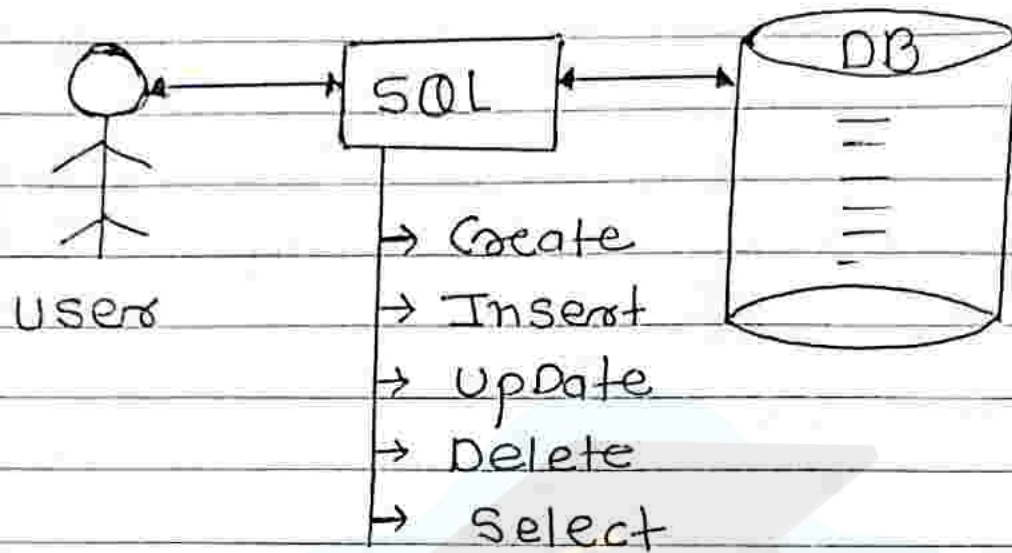 SQL
DB
user
→ Create
→ Insert
→ UpDate
→ Delete
→ Select